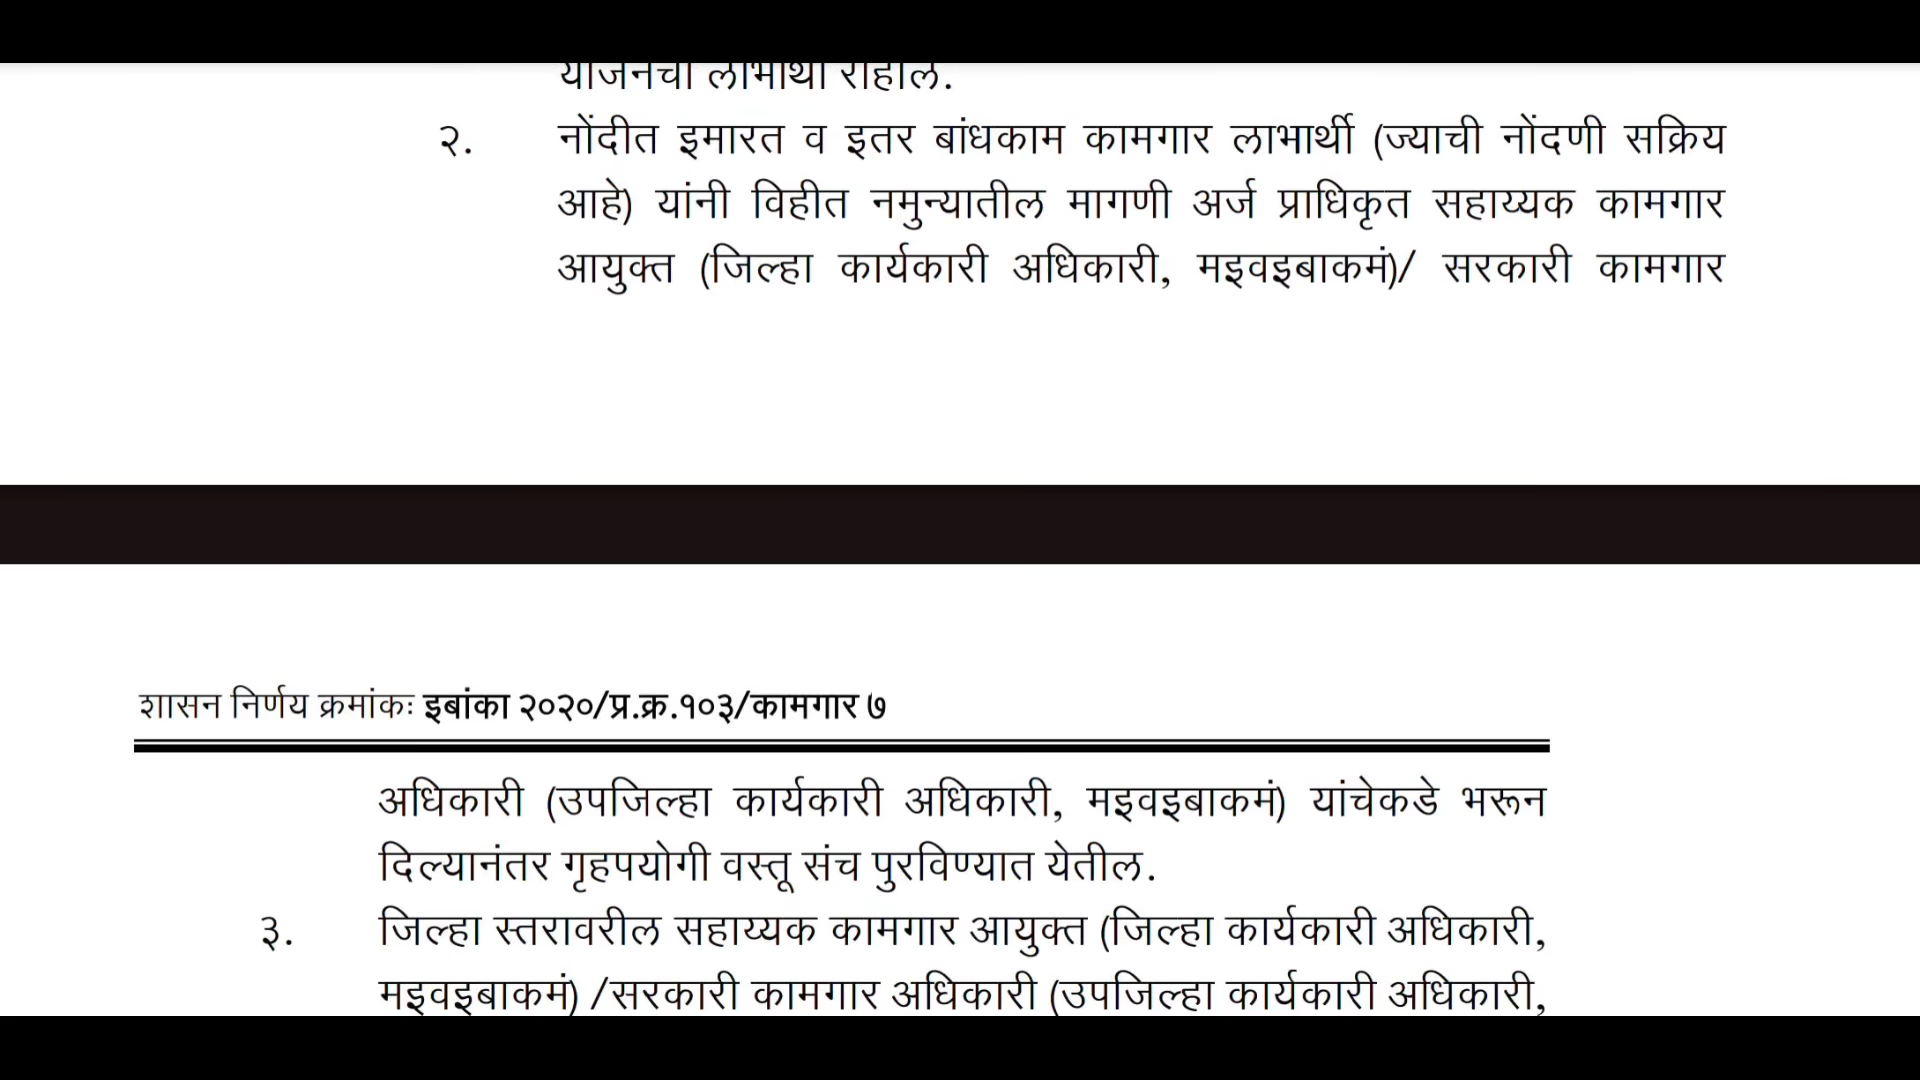 योजनेचा लाभार्थी राहील.
२. नोंदीत इमारत व इतर बांधकाम कामगार लाभार्थी (ज्याची नोंदणी सक्रिय
आहे) यांनी विहीत नमुन्यातील मागणी अर्ज प्राधिकृत सहाय्यक कामगार
आयुक्त (जिल्हा कार्यकारी अधिकारी, मइवइबाकमं)/ सरकारी कामगार
शासन निर्णय क्रमांकः इबांका २०२०/प्र.क्र.१०३/कामगार ७
अधिकारी (उपजिल्हा कार्यकारी अधिकारी, मइवइबाकमं) यांचेकडे भरून
दिल्यानंतर गृहपयोगी वस्तू संच पुरविण्यात येतील.
३. जिल्हा स्तरावरील सहाय्यक कामगार आयुक्त (जिल्हा कार्यकारी अधिकारी,
मइवइबाकमं) /सरकारी कामगार अधिकारी (उपजिल्हा कार्यकारी अधिकारी,